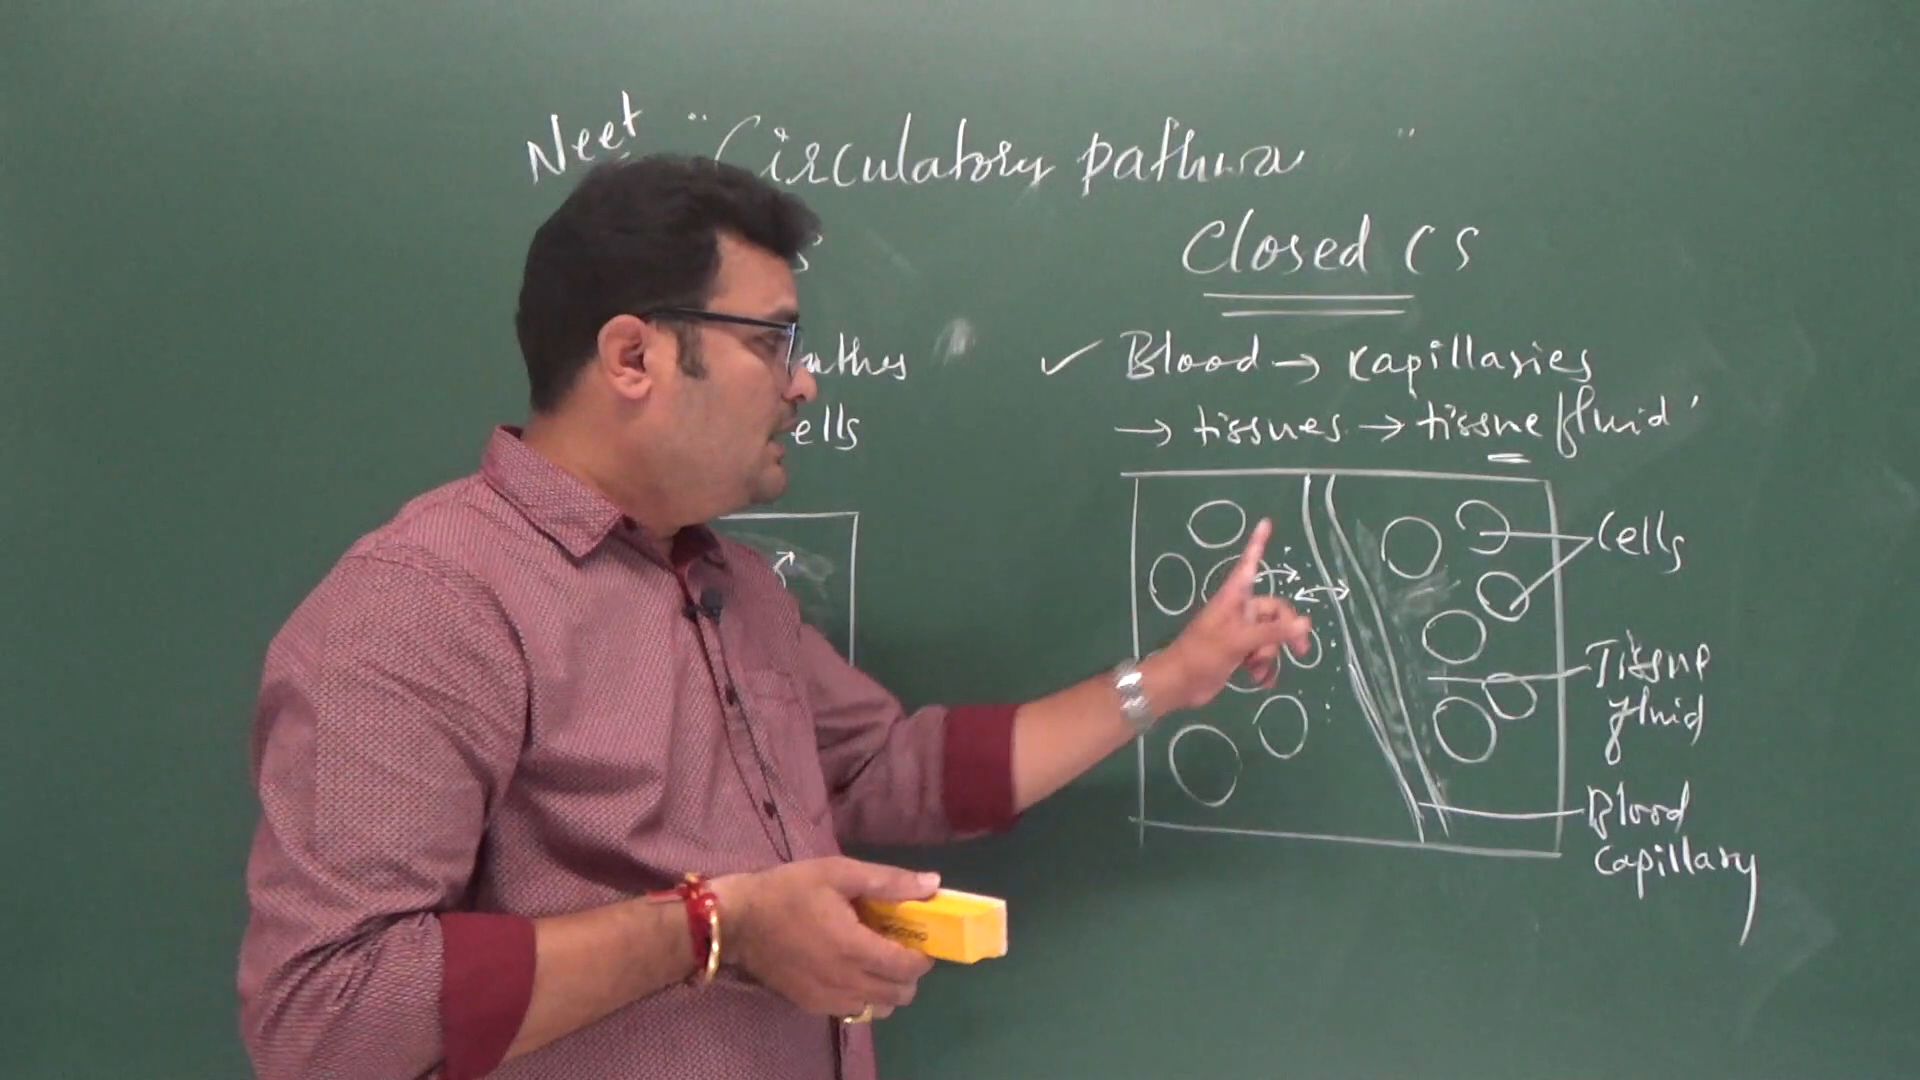 Neet "Circulatory pathwa "
Closed CS
✓ Blood → capillaries
→ tissues → tissue fluid'
ells
Cells
Tissue
fluid
Blood
capillary